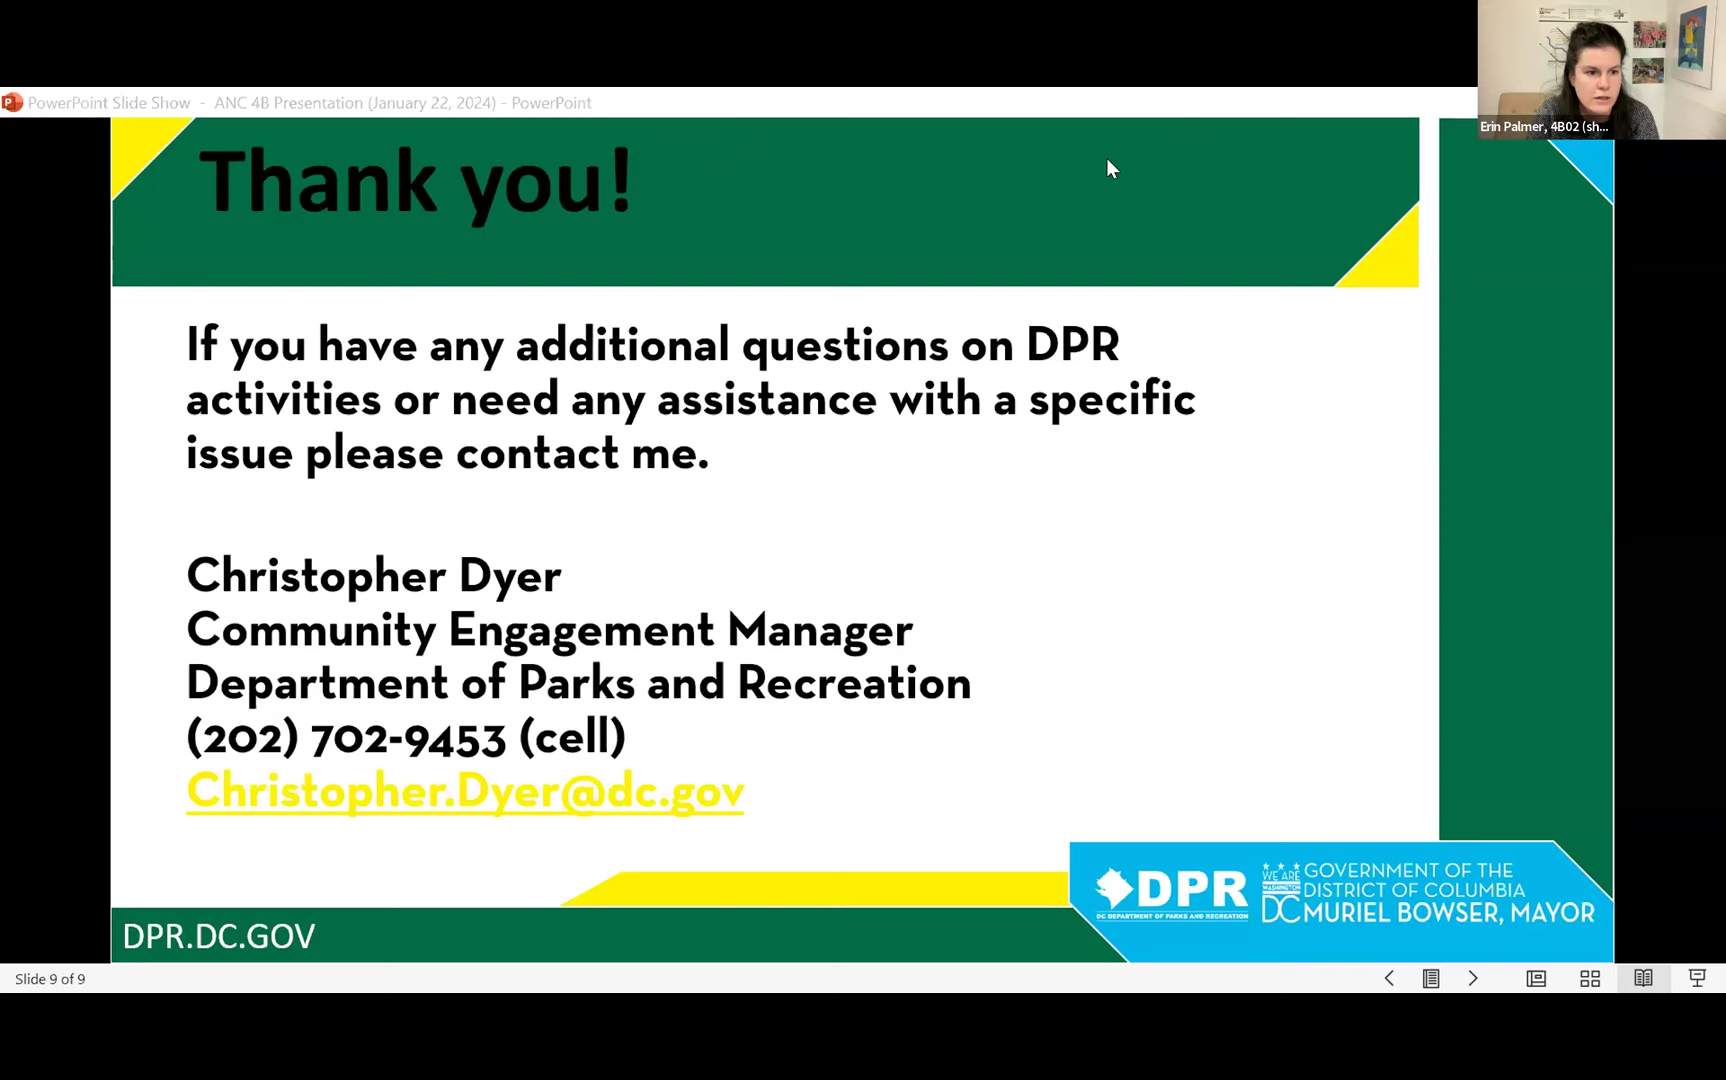 PowerPoint Slide Show - ANC 4B Presentation (January 22, 2024) - PowerPoint
Erin Palmer, 4B02 (sh...
Thank you!
If you have any additional questions on DPR
activities or need any assistance with a specific
issue please contact me.
Christopher Dyer
Community Engagement Manager
Department of Parks and Recreation
(202) 702-9453 (cell)
Christopher.Dyer@dc.gov
DPR
DC DEPARTMENT OF PARKS AND RECREATION
WE ARE
WASHINGTON
DC
GOVERNMENT OF THE
DISTRICT OF COLUMBIA
MURIEL BOWSER, MAYOR
DPR.DC.GOV
Slide 9 of 9